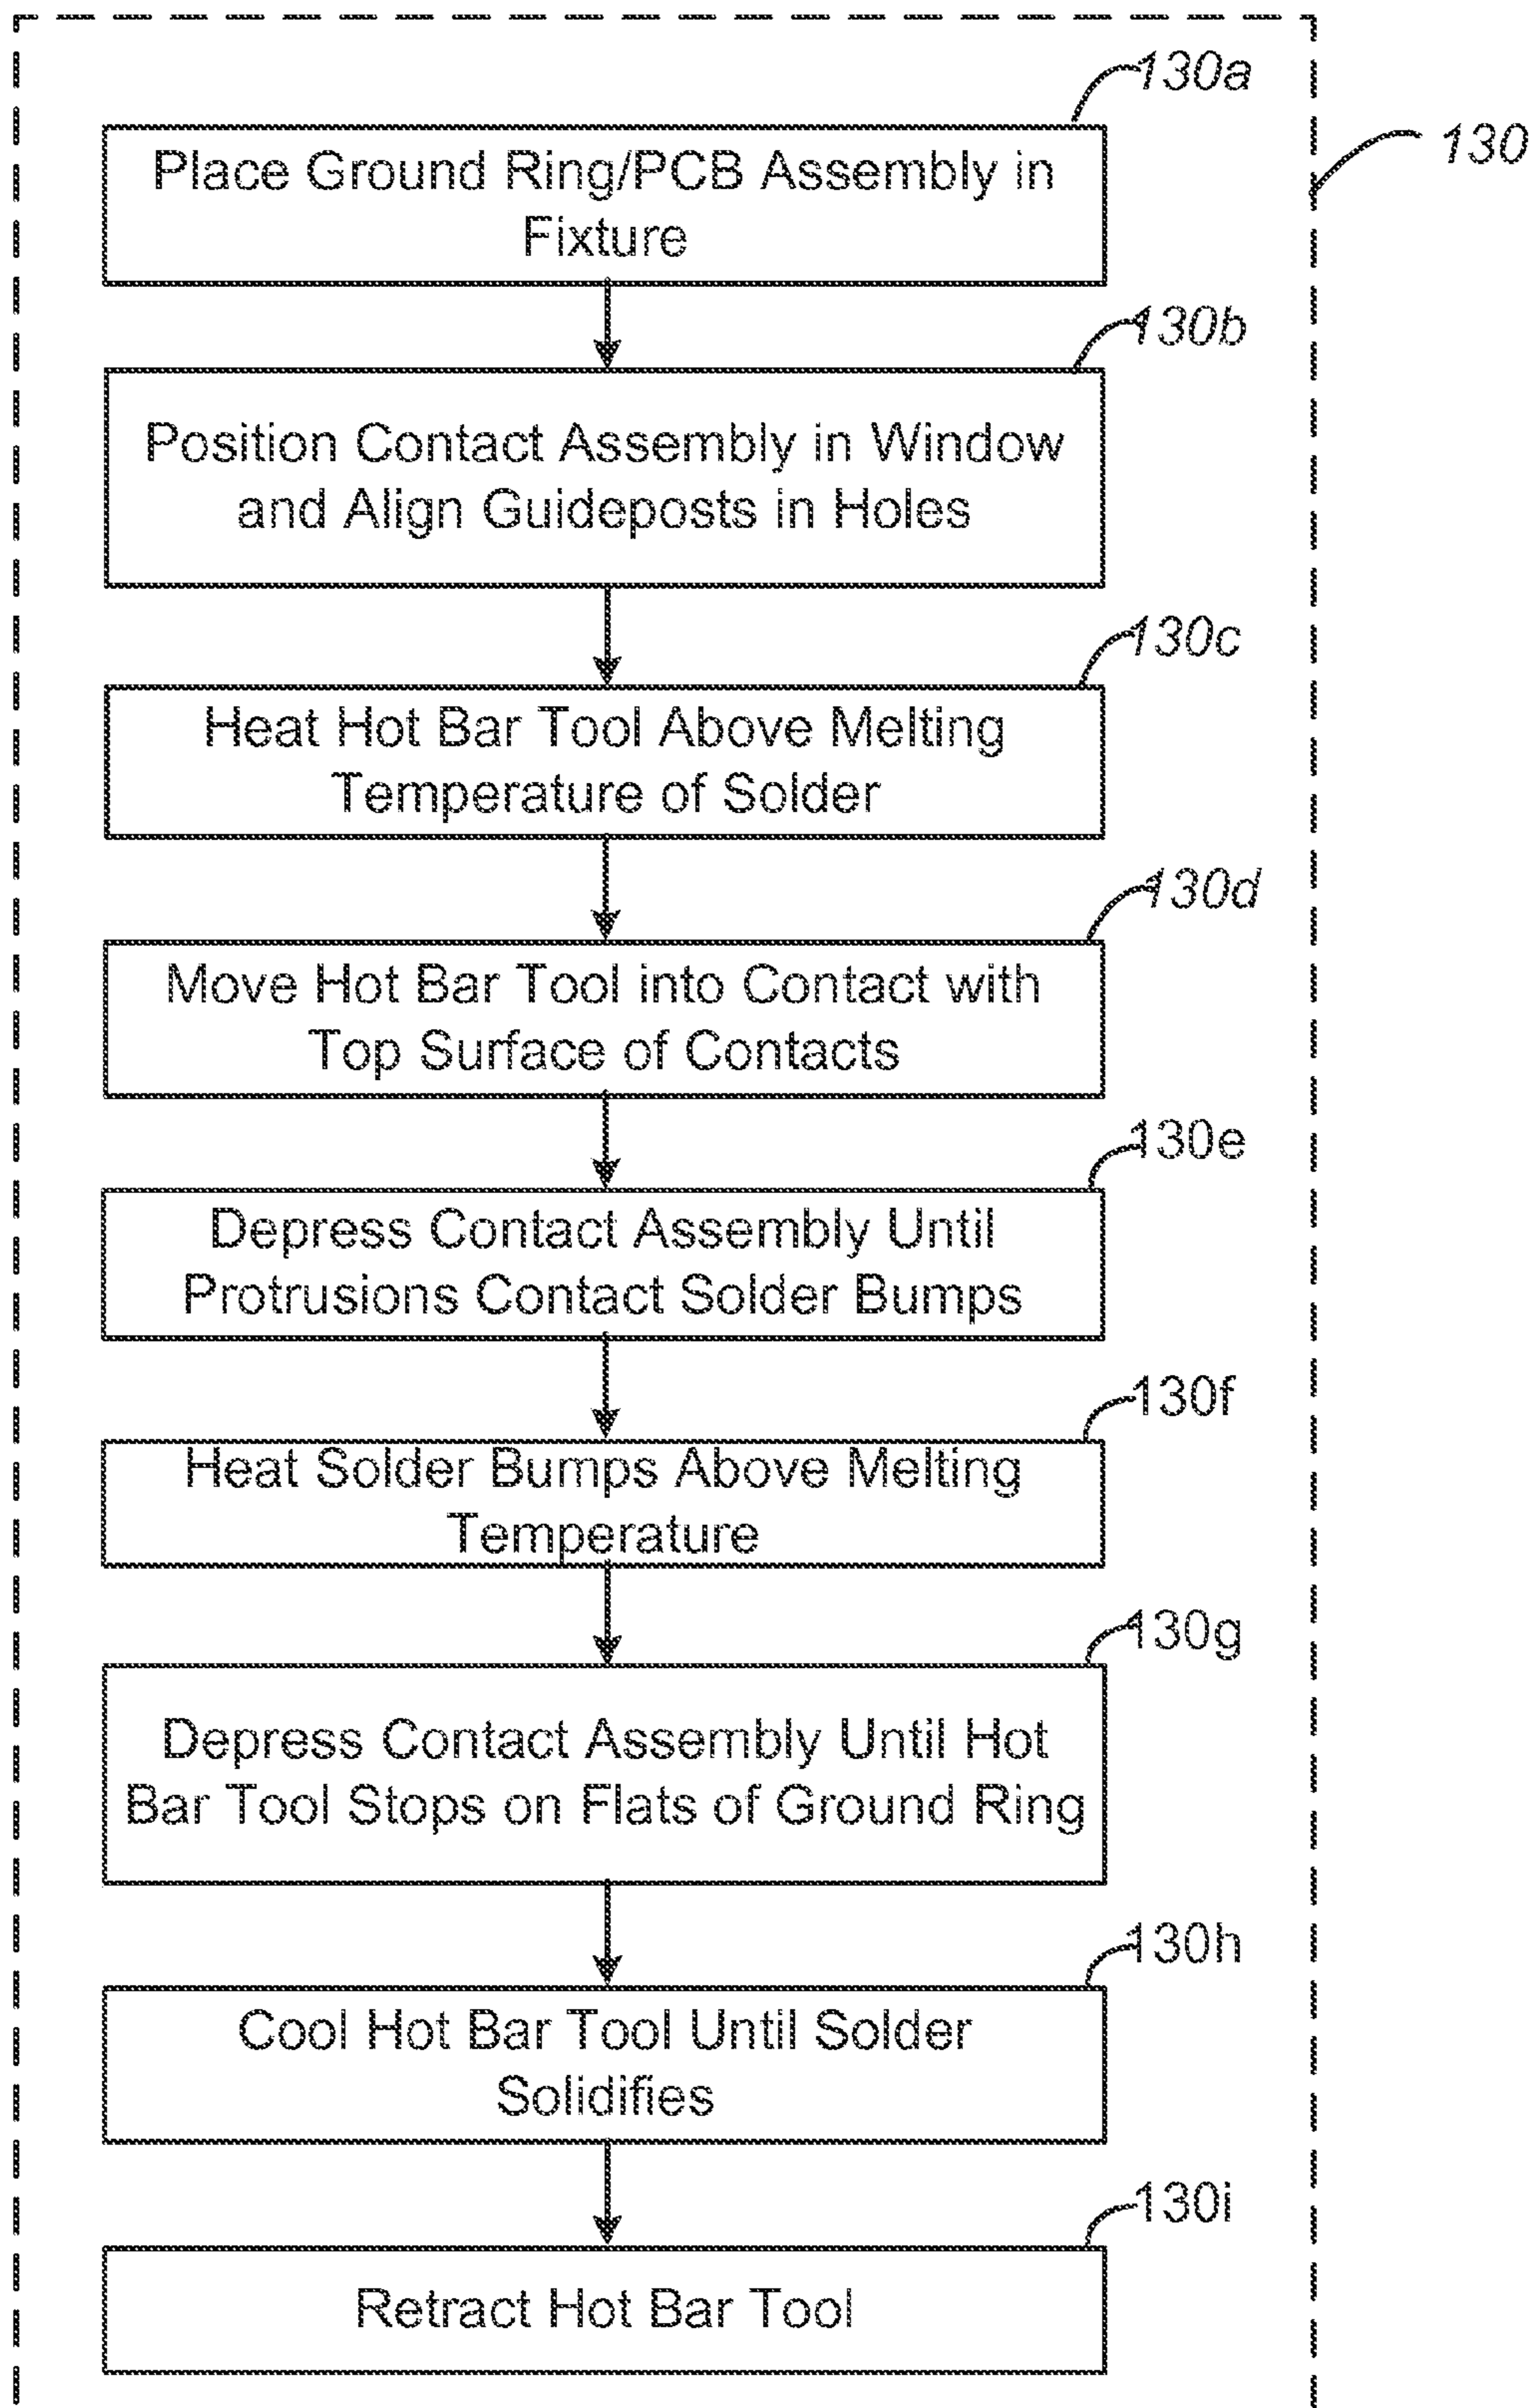 130a
130
Place Ground Ring/PCB Assembly in
Fixture
130b
Position Contact Assembly in Window
and Align Guideposts in Holes
130c
Heat Hot Bar Tool Above Melting
Temperature of Solder
130d
Move Hot Bar Tool into Contact with
Top Surface of Contacts
130e
Depress Contact Assembly Until
Protrusions Contact Solder Bumps
130f
Heat Solder Bumps Above Melting
Temperature
130g
Depress Contact Assembly Until Hot
Bar Tool Stops on Flats of Ground Ring
130h
Cool Hot Bar Tool Until Solder
Solidifies
130i
Retract Hot Bar Tool